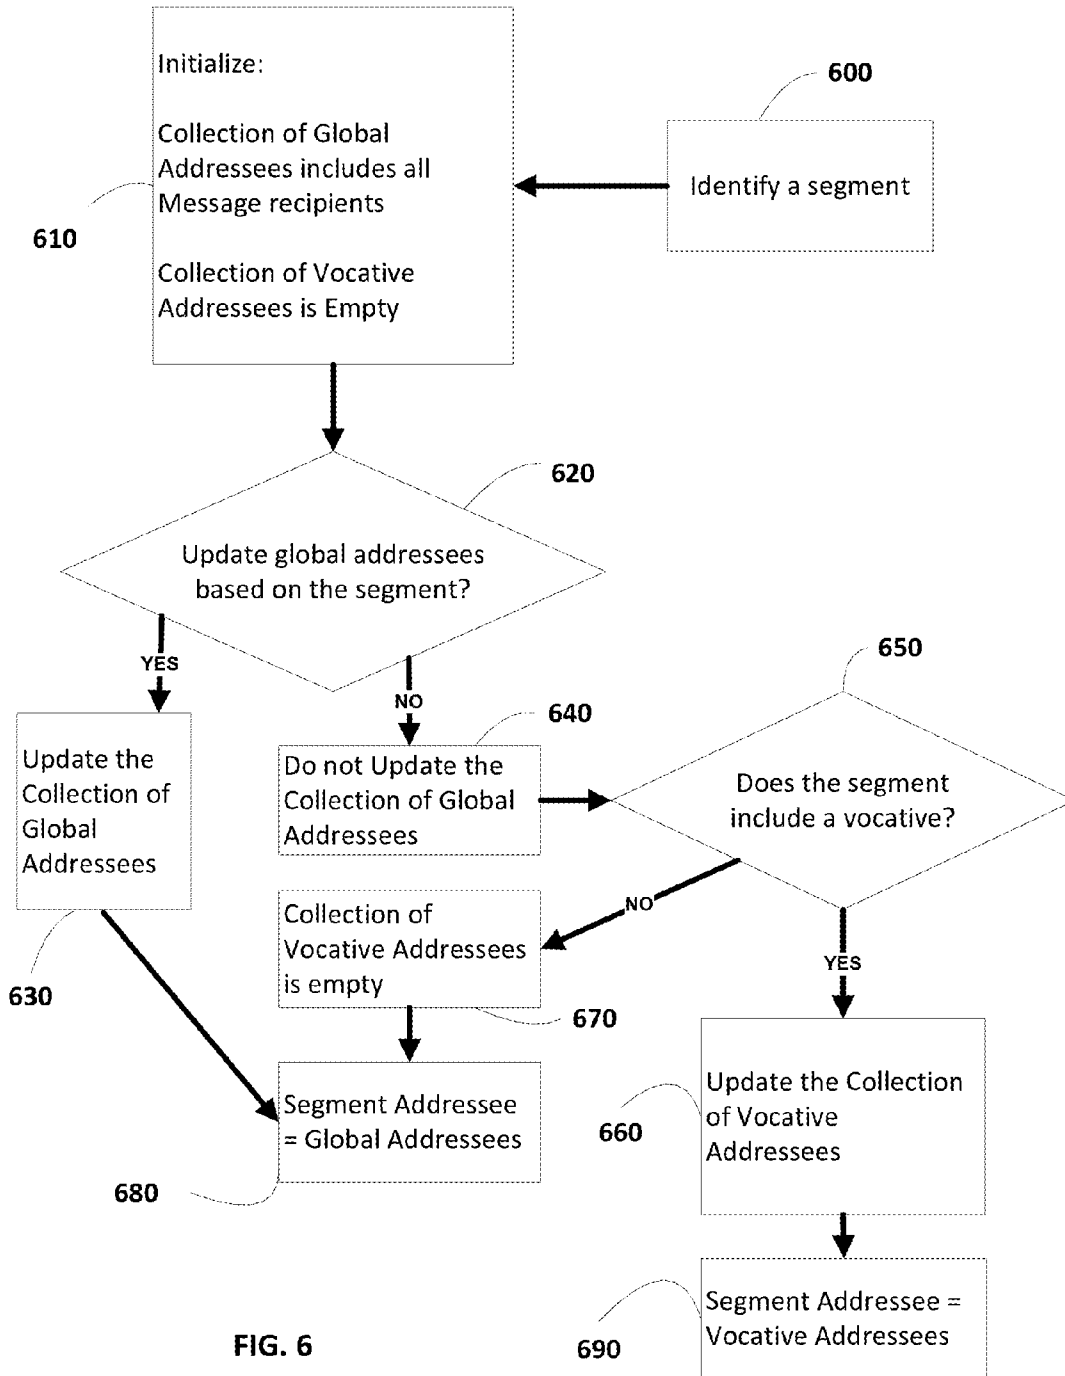 Initialize:
Collection of Global
Addressees includes all
Message recipients
Collection of Vocative
Addressees is Empty
610
600
Identify a segment
620
Update global addressees
based on the segment?
YES
NO
630
Update the
Collection of
Global
Addressees
640
Do not Update the
Collection of Global
Addressees
650
Does the segment
include a vocative?
NO
YES
Collection of
Vocative Addressees
is empty
670
Segment Addressee
= Global Addressees
680
660
Update the Collection
of Vocative
Addressees
690
Segment Addressee =
Vocative Addressees
FIG. 6